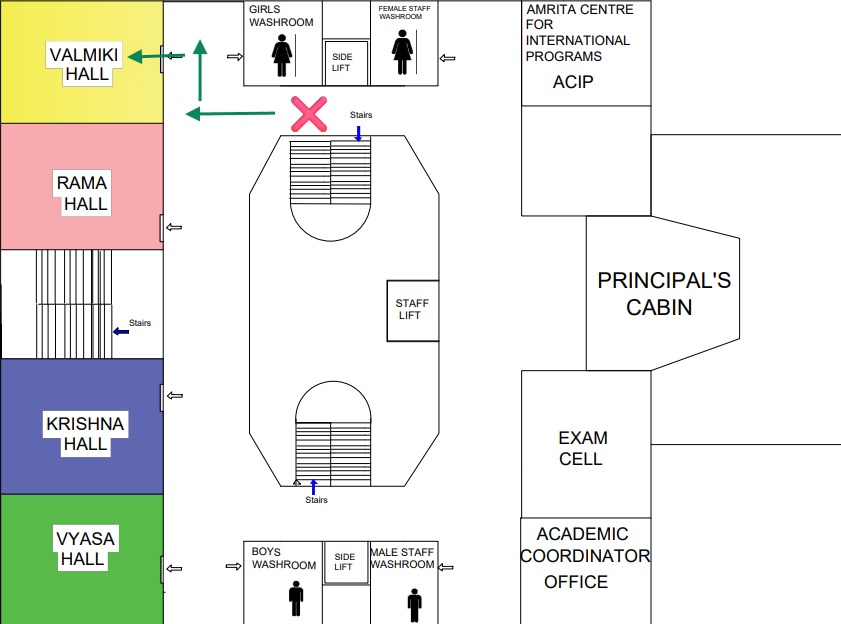 GIRLS
WASHROOM
FEMALE STAFF
WASHROOM
SIDE
LIFT
AMRITA CENTRE
FOR
INTERNATIONAL
PROGRAMS
ACIP
VALMIKI
HALL
Stairs
RAMA
HALL
STAFF
LIFT
PRINCIPAL'S
CABIN
Stairs
KRISHNA
HALL
EXAM
CELL
Stairs
VYASA
HALL
BOYS
WASHROOM
SIDE
LIFT
MALE STAFF
WASHROOM
ACADEMIC
COORDINATOR
OFFICE